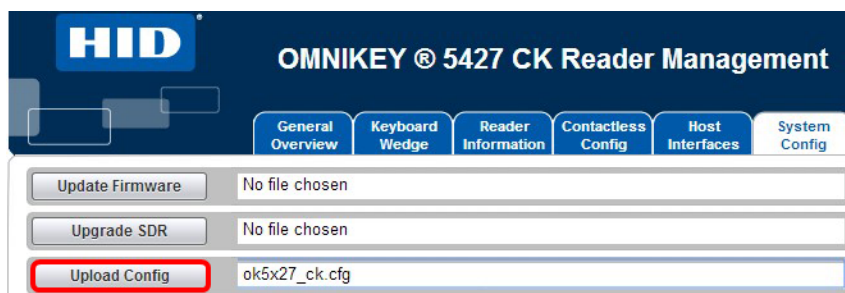 HID
OMNIKEY ® 5427 CK Reader Management
General
Overview
Keyboard
Wedge
Reader
Information
Contactless
Config
Host
Interfaces
System
Config
Update Firmware
No file chosen
Upgrade SDR
No file chosen
Upload Config
ok5x27_ck.cfg